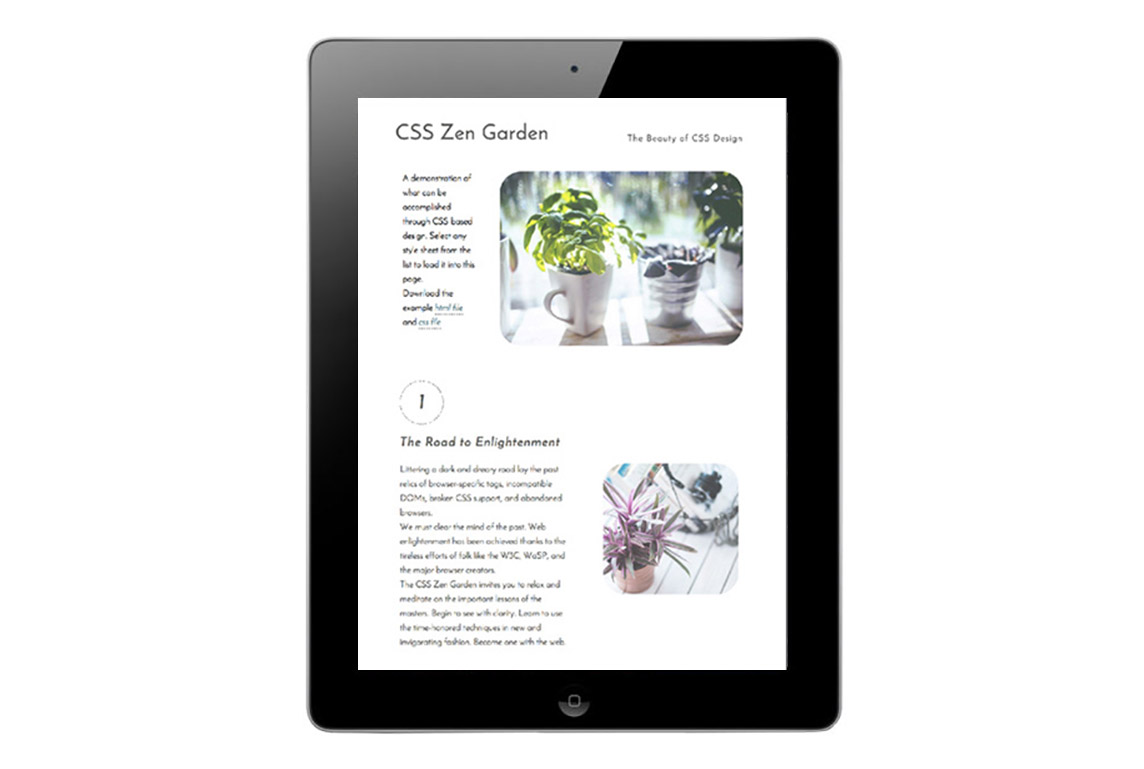 CSS Zen Garden
The Beauty of CSS Design
A demonstration of
what can be
accomplished
through CSS based
design. Select any
style sheet from the
list to load it into this
page.
Download the
example html file
and css file
1
The Road to Enlightenment
Littering a dark and dreary road lay the past
relics of browser-specific tags, incompatible
DOMs, broken CSS support, and abandoned
browsers.
We must clear the mind of the past. Web
enlightenment has been achieved thanks to the
tireless efforts of folk like the W3C, WaSP, and
the major browser creators.
The CSS Zen Garden invites you to relax and
meditate on the important lessons of the
masters. Begin to see with clarity. Learn to use
the time-honored techniques in new and
invigorating fashion. Become one with the web.